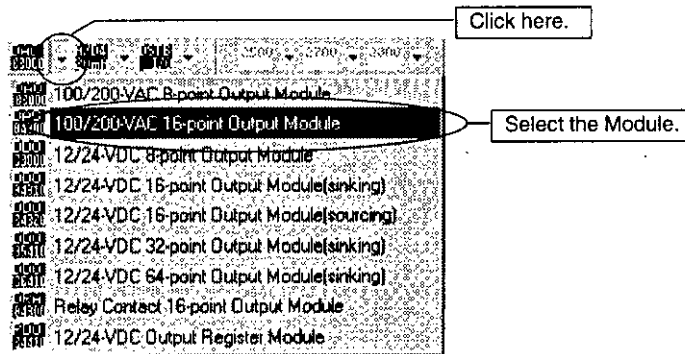 Click here.
2500 2700 2800
100/200-VAC 8-point Output Module
100/200-VAC 16-point Output Module
Select the Module.
12/24-VDC 8-point Output Module
12/24-VDC 16-point Output Module(sinking)
12/24-VDC 16-point Output Module(sourcing)
12/24-VDC 32-point Output Module(sinking)
12/24-VDC 64-point Output Module(sinking)
Relay Contact 16-point Output Module
12/24-VDC Output Register Module